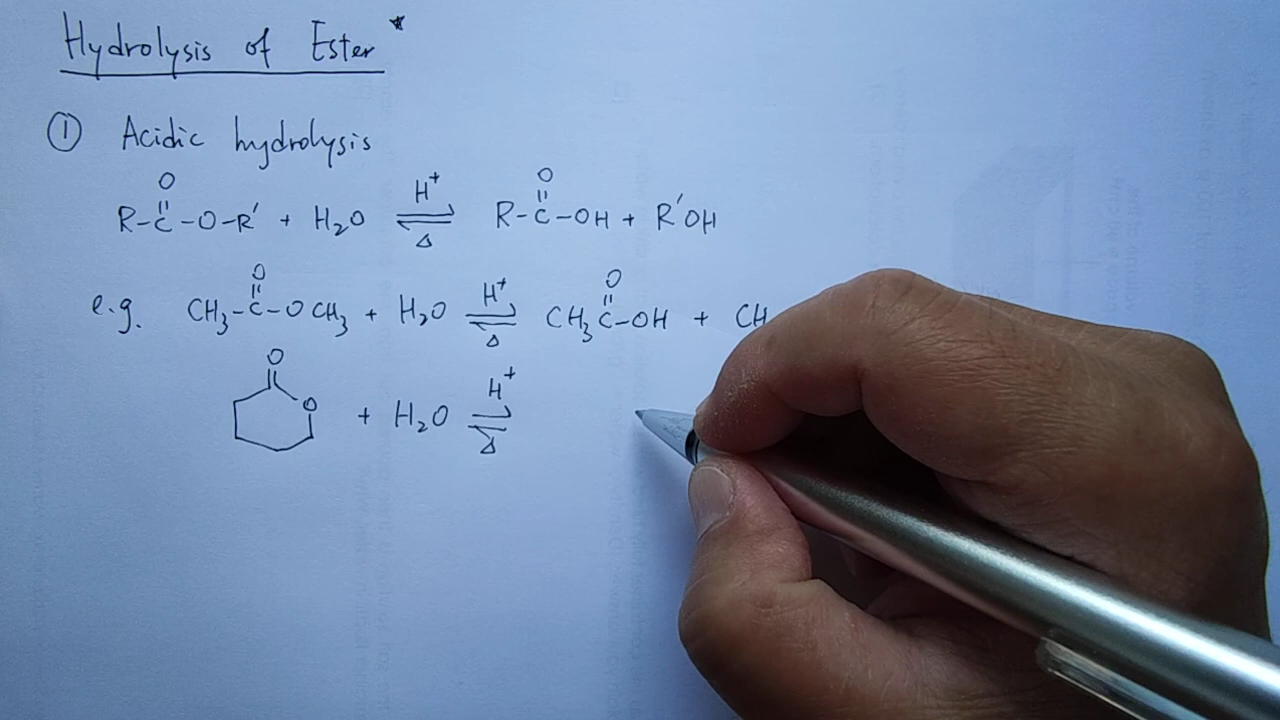 Hydrolysis of Ester*
① Acidic hydrolysis
R-C(=O)-O-R' + H₂O ⇌ (H⁺, Δ) R-C(=O)-OH + R'OH
e.g. CH₃-C(=O)-OCH₃ + H₂O ⇌ (H⁺, Δ) CH₃C(=O)-OH + CH
O O + H₂O ⇌ (H⁺, Δ)